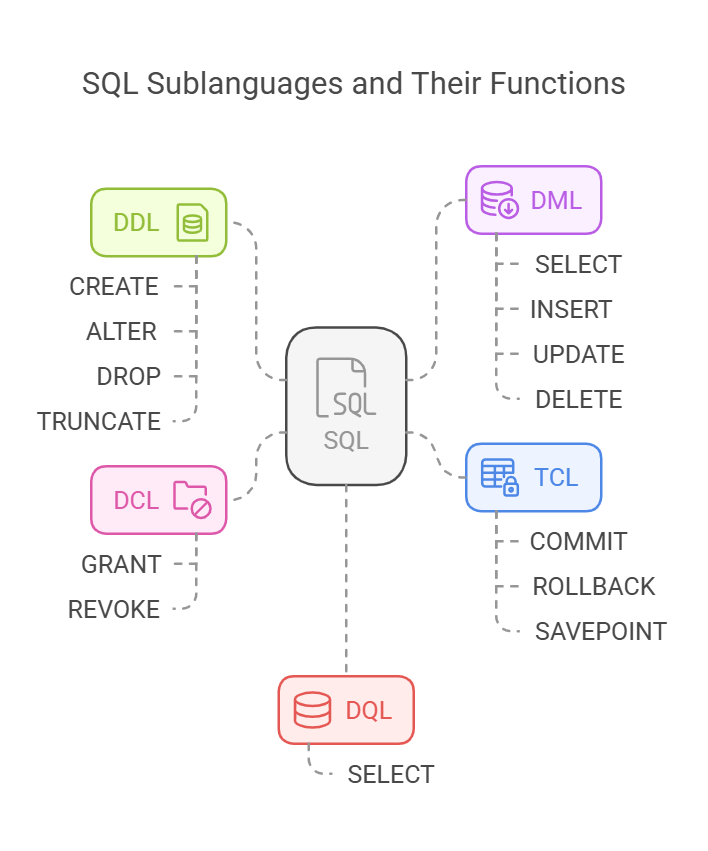 SQL Sublanguages and Their Functions
DDL
CREATE
ALTER
DROP
TRUNCATE
DML
SELECT
INSERT
UPDATE
DELETE
SQL
SQL
DCL
GRANT
REVOKE
TCL
COMMIT
ROLLBACK
SAVEPOINT
DQL
SELECT